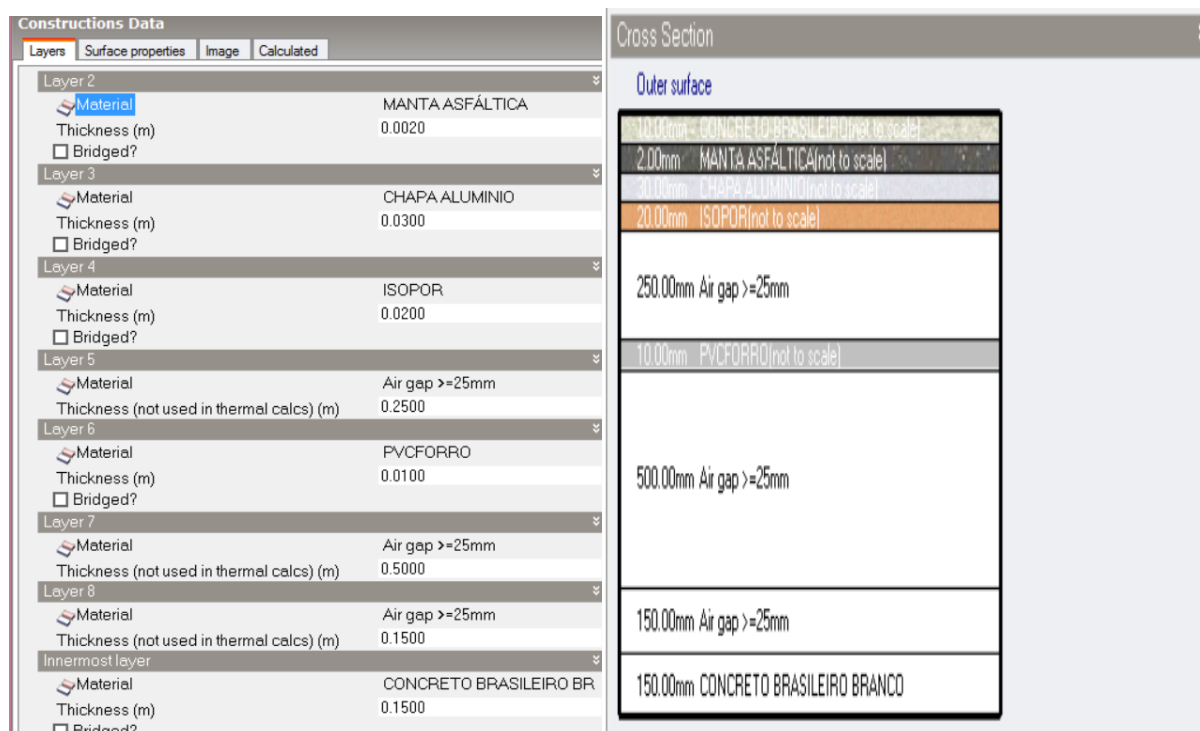 Constructions Data
Layers Surface properties Image Calculated
Layer 2
Material MANTA ASFÁLTICA
Thickness (m) 0.0020
Bridged?
Layer 3
Material CHAPA ALUMINIO
Thickness (m) 0.0300
Bridged?
Layer 4
Material ISOPOR
Thickness (m) 0.0200
Bridged?
Layer 5
Material Air gap >=25mm
Thickness (not used in thermal calcs) (m) 0.2500
Layer 6
Material PVCFORRO
Thickness (m) 0.0100
Bridged?
Layer 7
Material Air gap >=25mm
Thickness (not used in thermal calcs) (m) 0.5000
Layer 8
Material Air gap >=25mm
Thickness (not used in thermal calcs) (m) 0.1500
Innermost layer
Material CONCRETO BRASILEIRO BR
Thickness (m) 0.1500
Bridged?
Cross Section
Outer surface
10.00mm CONCRETO BRASILEIRO(not to scale)
2.00mm MANTA ASFÁLTICA(not to scale)
30.00mm CHAPA ALUMINIO(not to scale)
20.00mm ISOPOR(not to scale)
250.00mm Air gap >=25mm
10.00mm PVCFORRO(not to scale)
500.00mm Air gap >=25mm
150.00mm Air gap >=25mm
150.00mm CONCRETO BRASILEIRO BRANCO